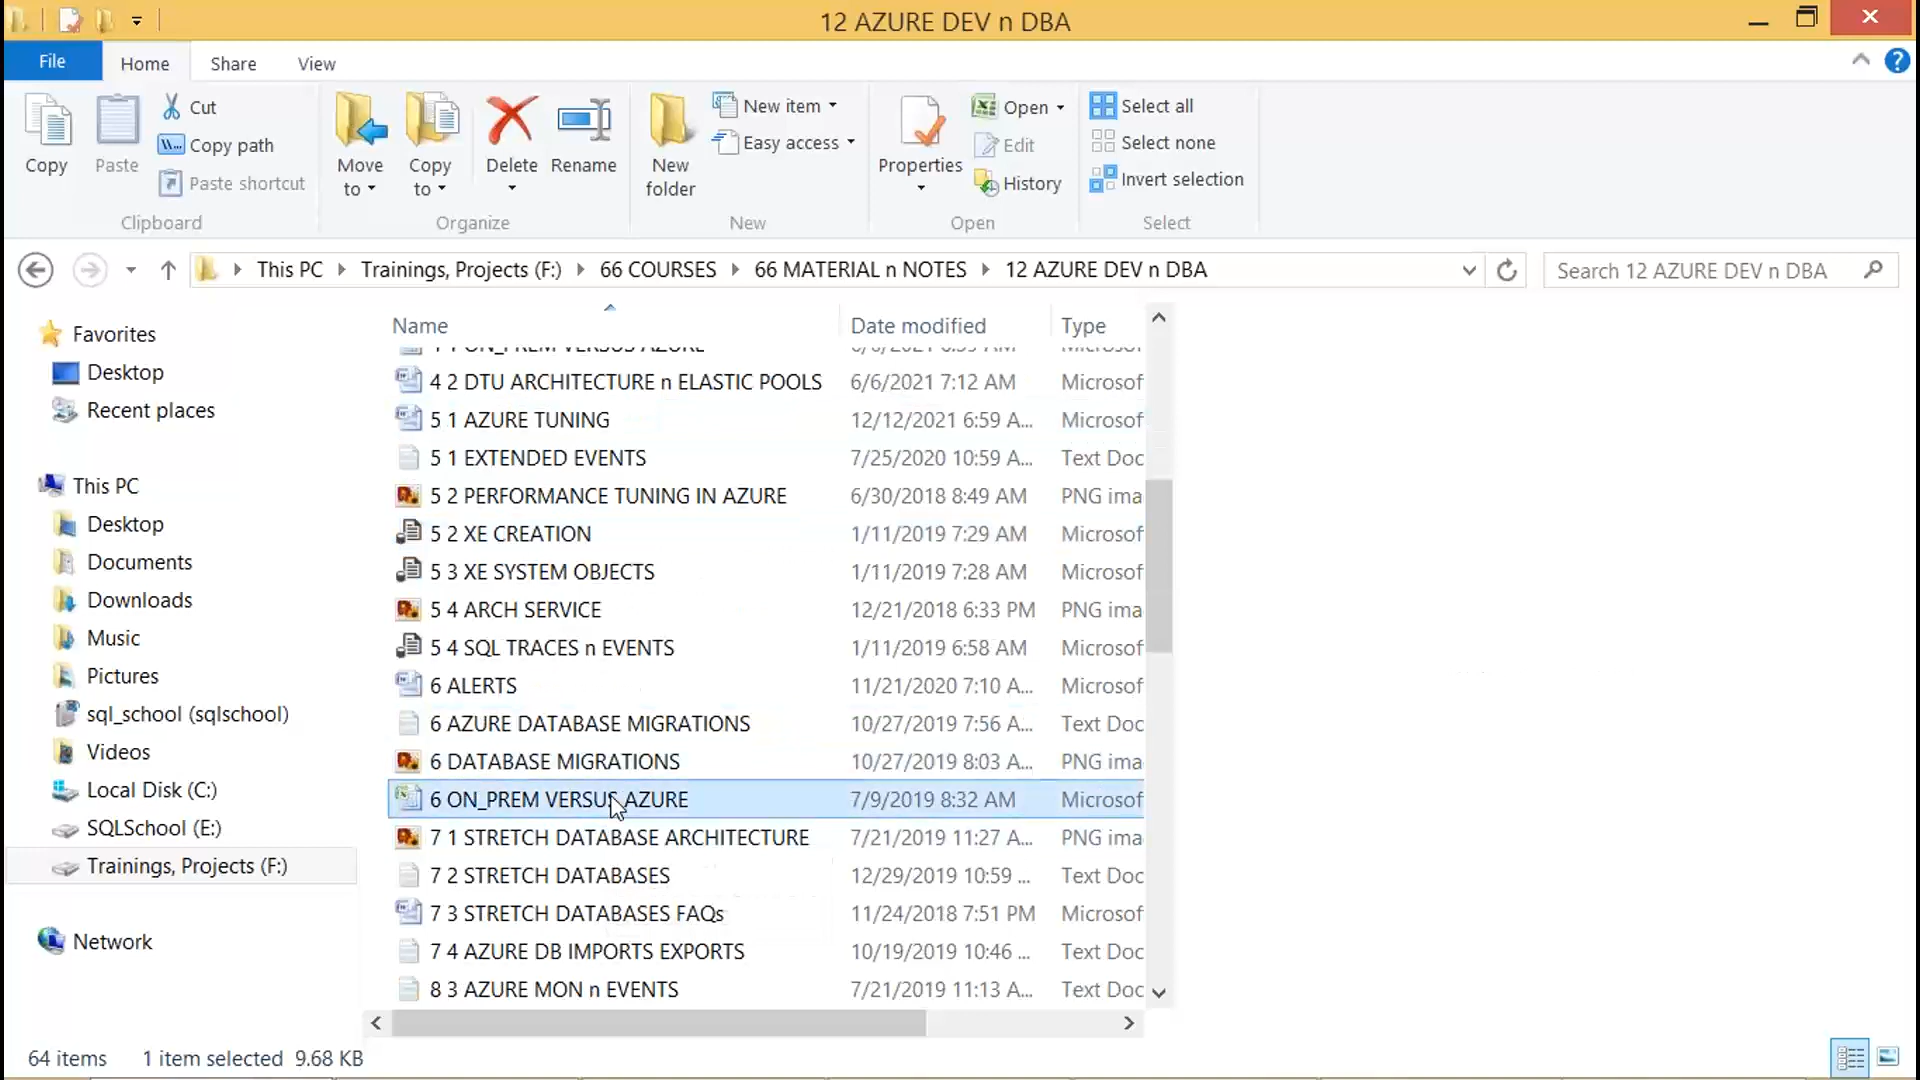 12 AZURE DEV n DBA
File Home Share View
Copy
Paste
Cut
Copy path
Paste shortcut
Clipboard
Move to
Copy to
Delete
Rename
Organize
New folder
New item
Easy access
New
Properties
Open
Edit
History
Open
Select all
Select none
Invert selection
Select
This PC Trainings, Projects (F:) 66 COURSES 66 MATERIAL n NOTES 12 AZURE DEV n DBA
Search 12 AZURE DEV n DBA
Favorites
Desktop
Recent places
This PC
Desktop
Documents
Downloads
Music
Pictures
sql_school (sqlschool)
Videos
Local Disk (C:)
SQLSchool (E:)
Trainings, Projects (F:)
Network
Name Date modified Type
ON_PREM VERSUS AZURE
4 2 DTU ARCHITECTURE n ELASTIC POOLS 6/6/2021 7:12 AM Microsof
5 1 AZURE TUNING 12/12/2021 6:59 A... Microsof
5 1 EXTENDED EVENTS 7/25/2020 10:59 A... Text Doc
5 2 PERFORMANCE TUNING IN AZURE 6/30/2018 8:49 AM PNG ima
5 2 XE CREATION 1/11/2019 7:29 AM Microsof
5 3 XE SYSTEM OBJECTS 1/11/2019 7:28 AM Microsof
5 4 ARCH SERVICE 12/21/2018 6:33 PM PNG ima
5 4 SQL TRACES n EVENTS 1/11/2019 6:58 AM Microsof
6 ALERTS 11/21/2020 7:10 A... Microsof
6 AZURE DATABASE MIGRATIONS 10/27/2019 7:56 A... Text Doc
6 DATABASE MIGRATIONS 10/27/2019 8:03 A... PNG ima
6 ON_PREM VERSUS AZURE 7/9/2019 8:32 AM Microsof
7 1 STRETCH DATABASE ARCHITECTURE 7/21/2019 11:27 A... PNG ima
7 2 STRETCH DATABASES 12/29/2019 10:59 ... Text Doc
7 3 STRETCH DATABASES FAQs 11/24/2018 7:51 PM Microsof
7 4 AZURE DB IMPORTS EXPORTS 10/19/2019 10:46 ... Text Doc
8 3 AZURE MON n EVENTS 7/21/2019 11:13 A... Text Doc
64 items 1 item selected 9.68 KB